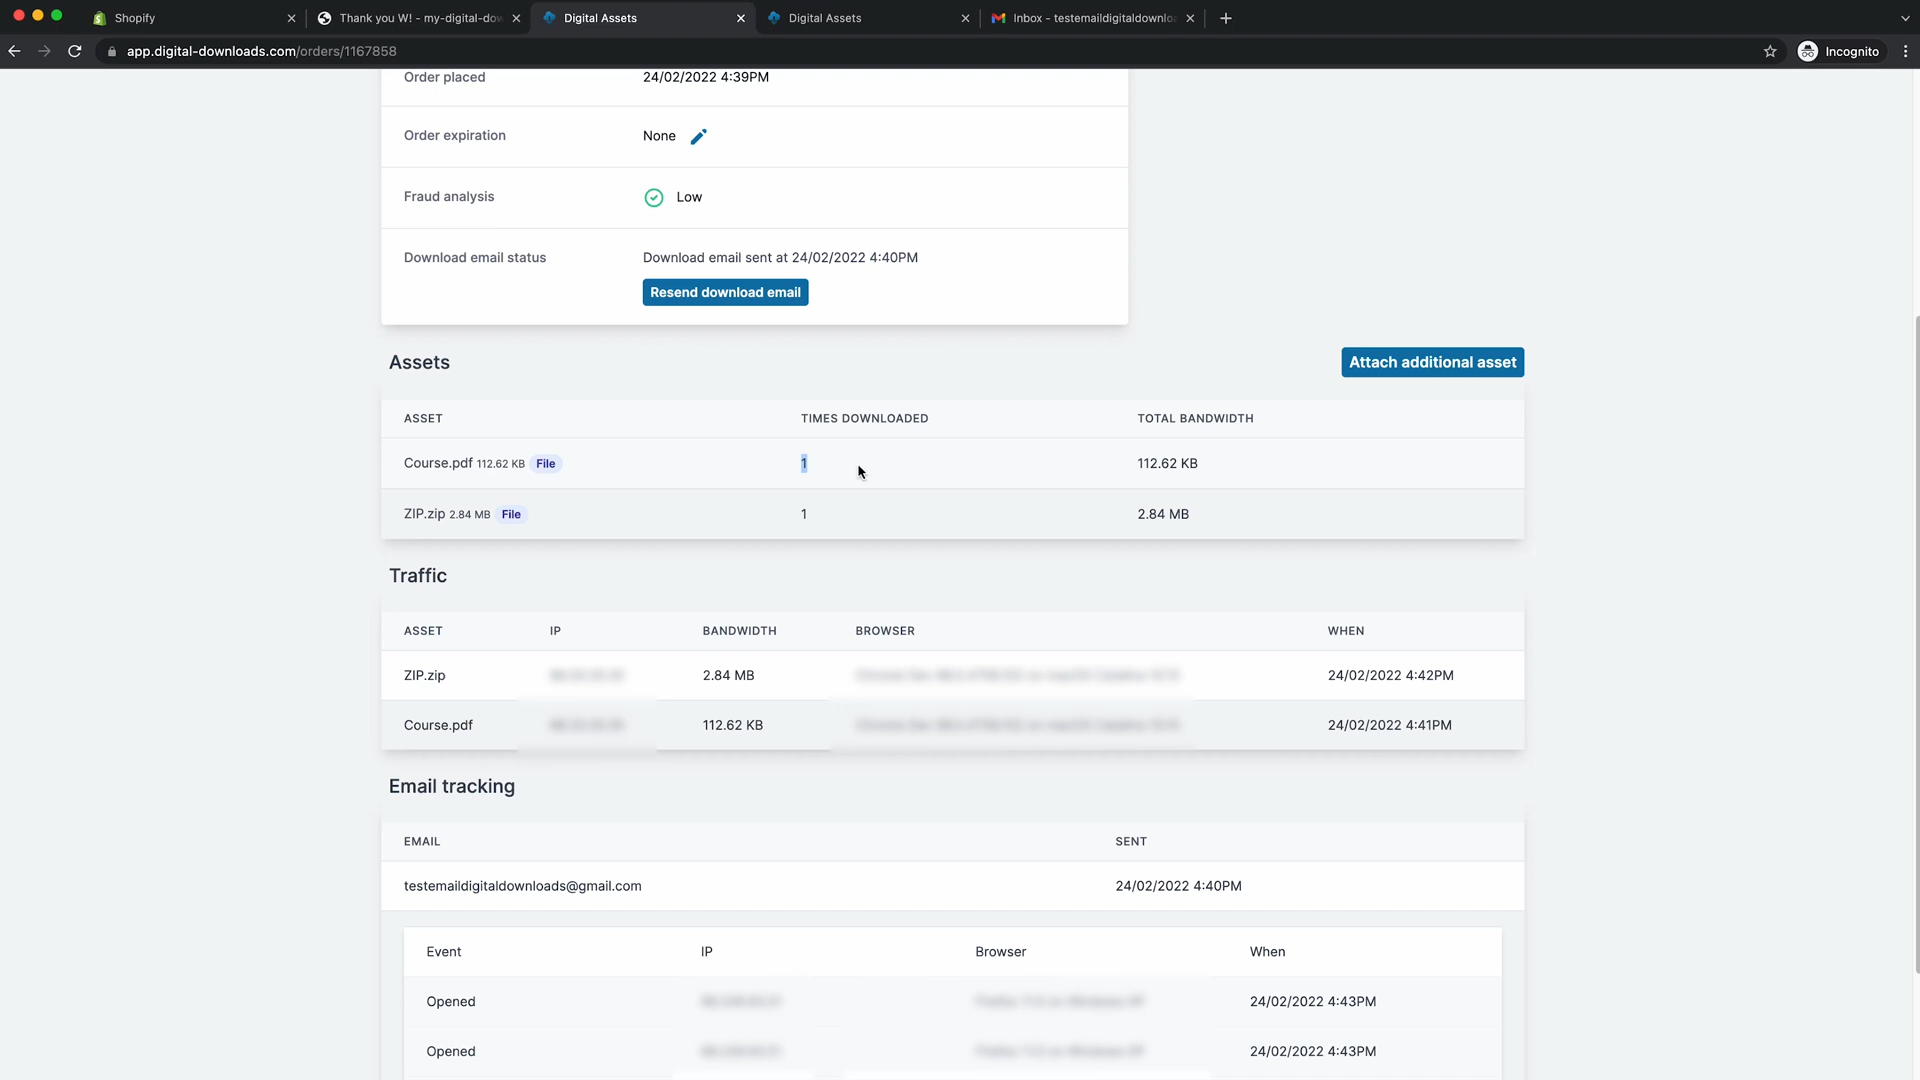 Shopify
Thank you W! - my-digital-dow
Digital Assets
Digital Assets
Inbox - testemaildigitaldownlo
app.digital-downloads.com/orders/1167858
Incognito
Order placed 24/02/2022 4:39PM
Order expiration None
Fraud analysis Low
Download email status Download email sent at 24/02/2022 4:40PM
Resend download email
Assets
Attach additional asset
ASSET TIMES DOWNLOADED TOTAL BANDWIDTH
Course.pdf 112.62 KB File 1 112.62 KB
ZIP.zip 2.84 MB File 1 2.84 MB
Traffic
ASSET IP BANDWIDTH BROWSER WHEN
ZIP.zip 2.84 MB 24/02/2022 4:42PM
Course.pdf 112.62 KB 24/02/2022 4:41PM
Email tracking
EMAIL SENT
testemaildigitaldownloads@gmail.com 24/02/2022 4:40PM
Event IP Browser When
Opened 24/02/2022 4:43PM
Opened 24/02/2022 4:43PM